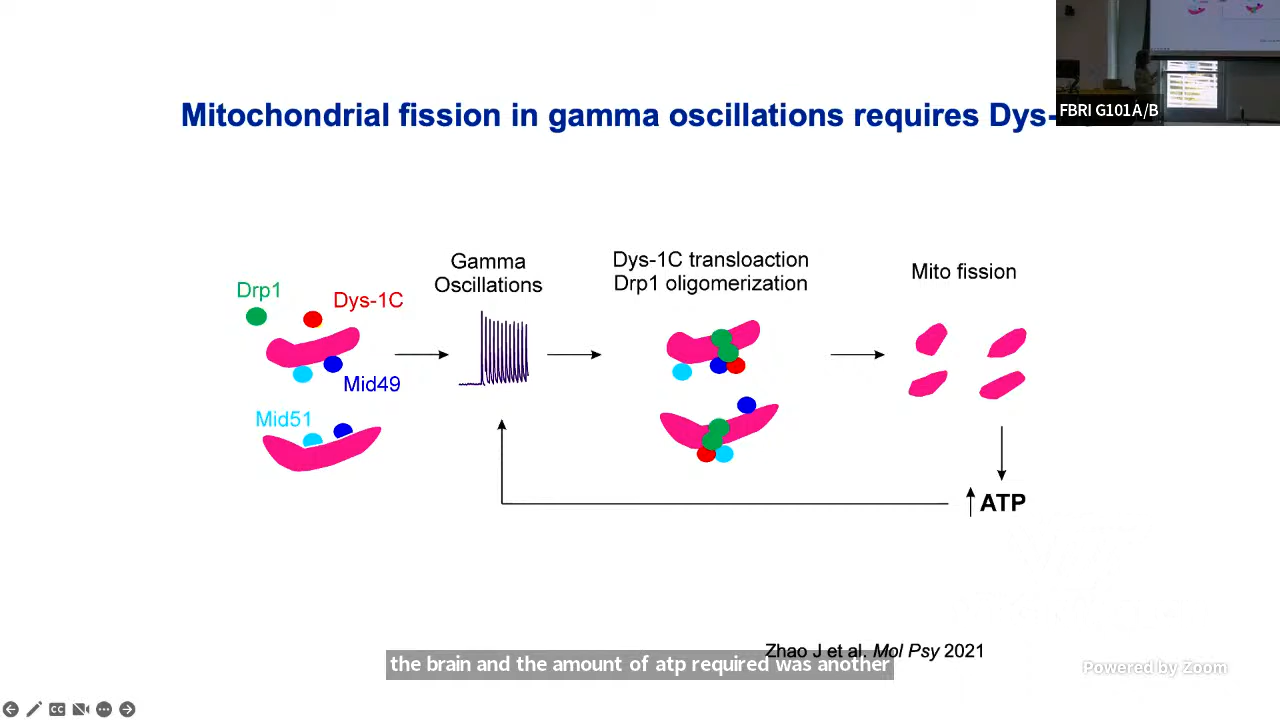 FBRI G101A/B
Mitochondrial fission in gamma oscillations requires Dys-
Gamma
Oscillations
Dys-1C transloaction
Drp1 oligomerization
Mito fission
Drp1
Dys-1C
Mid49
Mid51
ATP
Zhao J et al. Mol Psy 2021
the brain and the amount of atp required was another
Powered by Zoom
CC